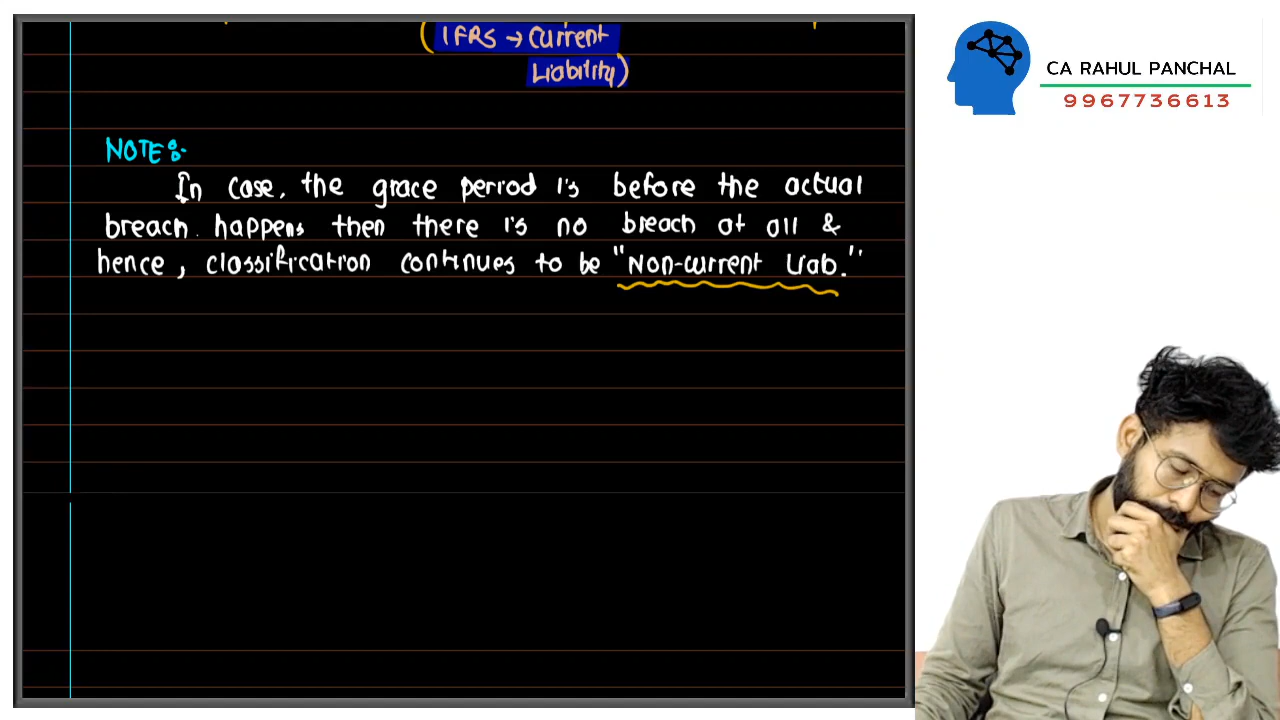 (IFRS → Current
Liability)
NOTE:-
In case, the grace period is before the actual
breach happens then there is no breach at all &
hence, classification continues to be "Non-current Liab."
CA RAHUL PANCHAL
9967736613